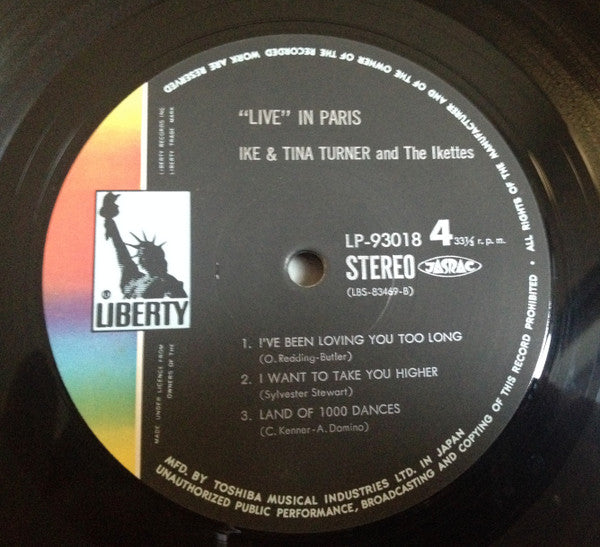 ALL RIGHTS OF THE MANUFACTURER AND OF THE OWNER OF THE RECORDED WORK ARE RESERVED
"LIVE" IN PARIS
IKE & TINA TURNER and The Ikettes
LIBERTY RECORDS INC
LIBERTY TRADE MARK
LP-93018 4 33⅓ r.p.m.
STEREO JASRAC
(LBS-83469-B)
LIBERTY
MADE UNDER LICENCE FROM
OWNERS OF THE
1. I'VE BEEN LOVING YOU TOO LONG
(O. Redding-Butler)
2. I WANT TO TAKE YOU HIGHER
(Sylvester Stewart)
3. LAND OF 1000 DANCES
(C. Kenner-A. Domino)
MFD. BY TOSHIBA MUSICAL INDUSTRIES LTD. IN JAPAN
UNAUTHORIZED PUBLIC PERFORMANCE, BROADCASTING AND COPYING OF THIS RECORD PROHIBITED •